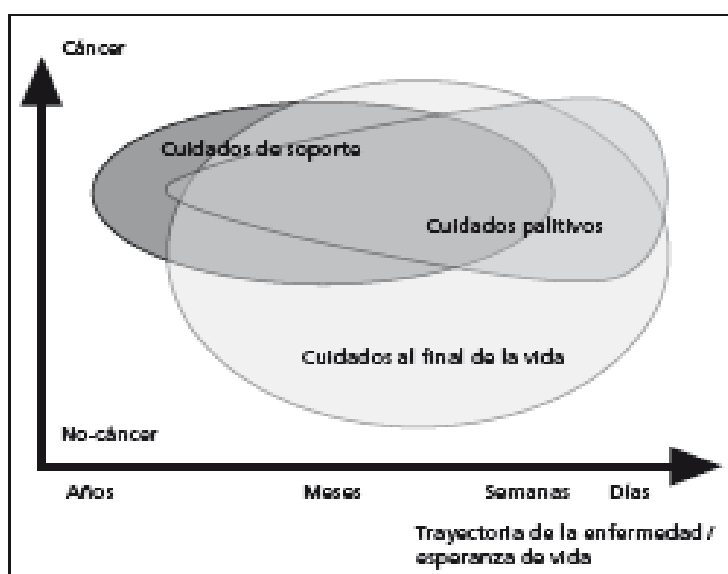 Cáncer
Cuidados de soporte
Cuidados palitivos
Cuidados al final de la vida
No-cáncer
Años Meses Semanas Días
Trayectoria de la enfermedad /
esperanza de vida